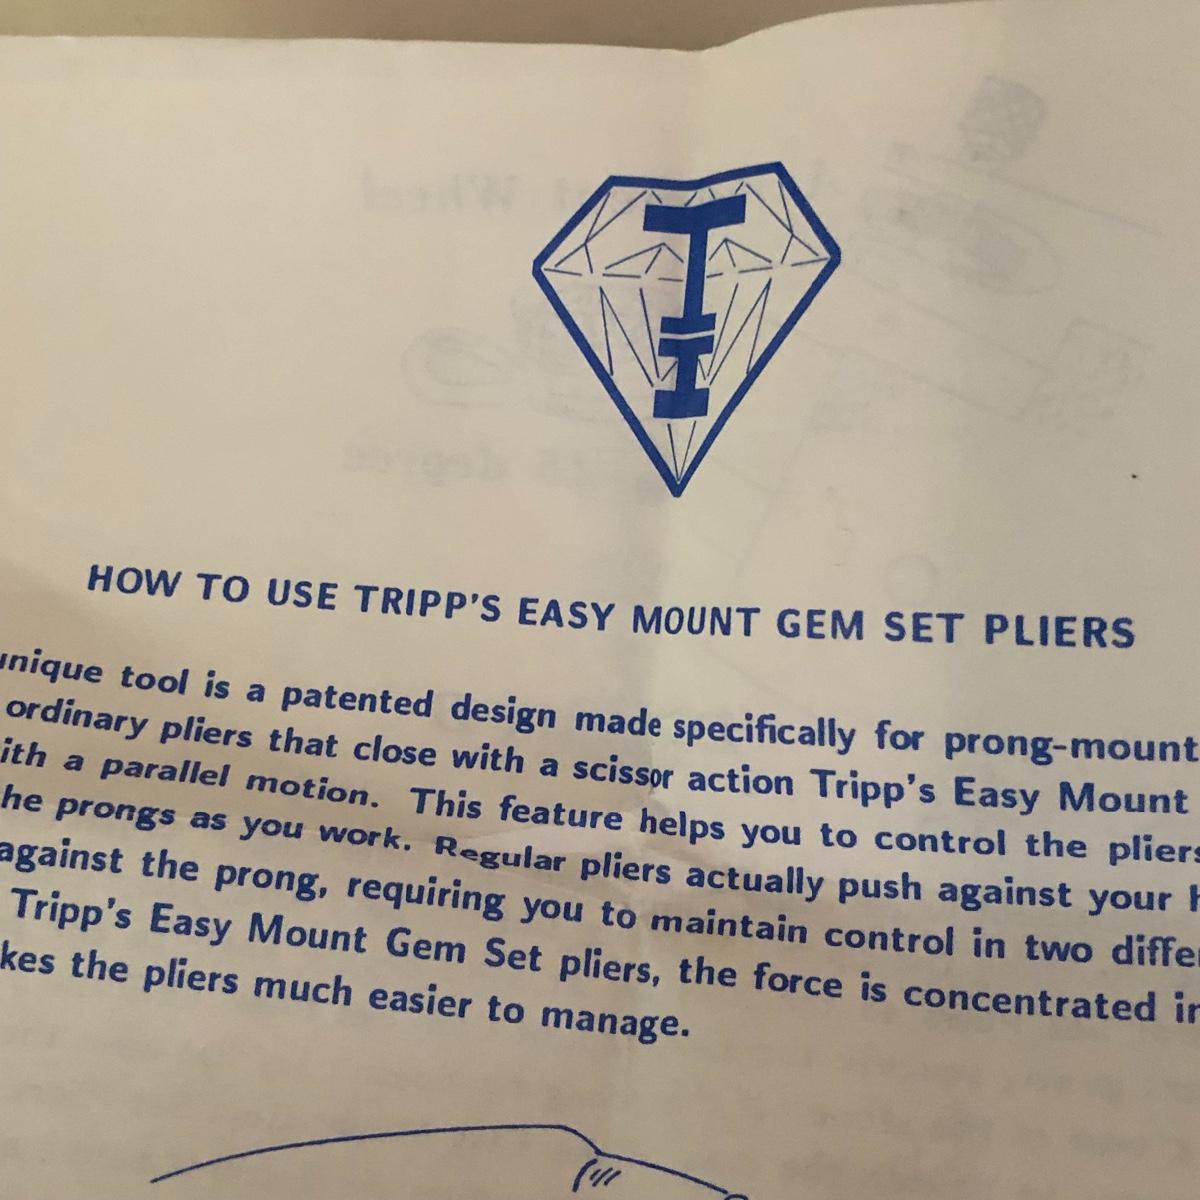 T
I
HOW TO USE TRIPP'S EASY MOUNT GEM SET PLIERS
unique tool is a patented design made specifically for prong-mount
ordinary pliers that close with a scissor action Tripp's Easy Mount
ith a parallel motion. This feature helps you to control the pliers
he prongs as you work. Regular pliers actually push against your h
against the prong, requiring you to maintain control in two differe
Tripp's Easy Mount Gem Set pliers, the force is concentrated in
kes the pliers much easier to manage.